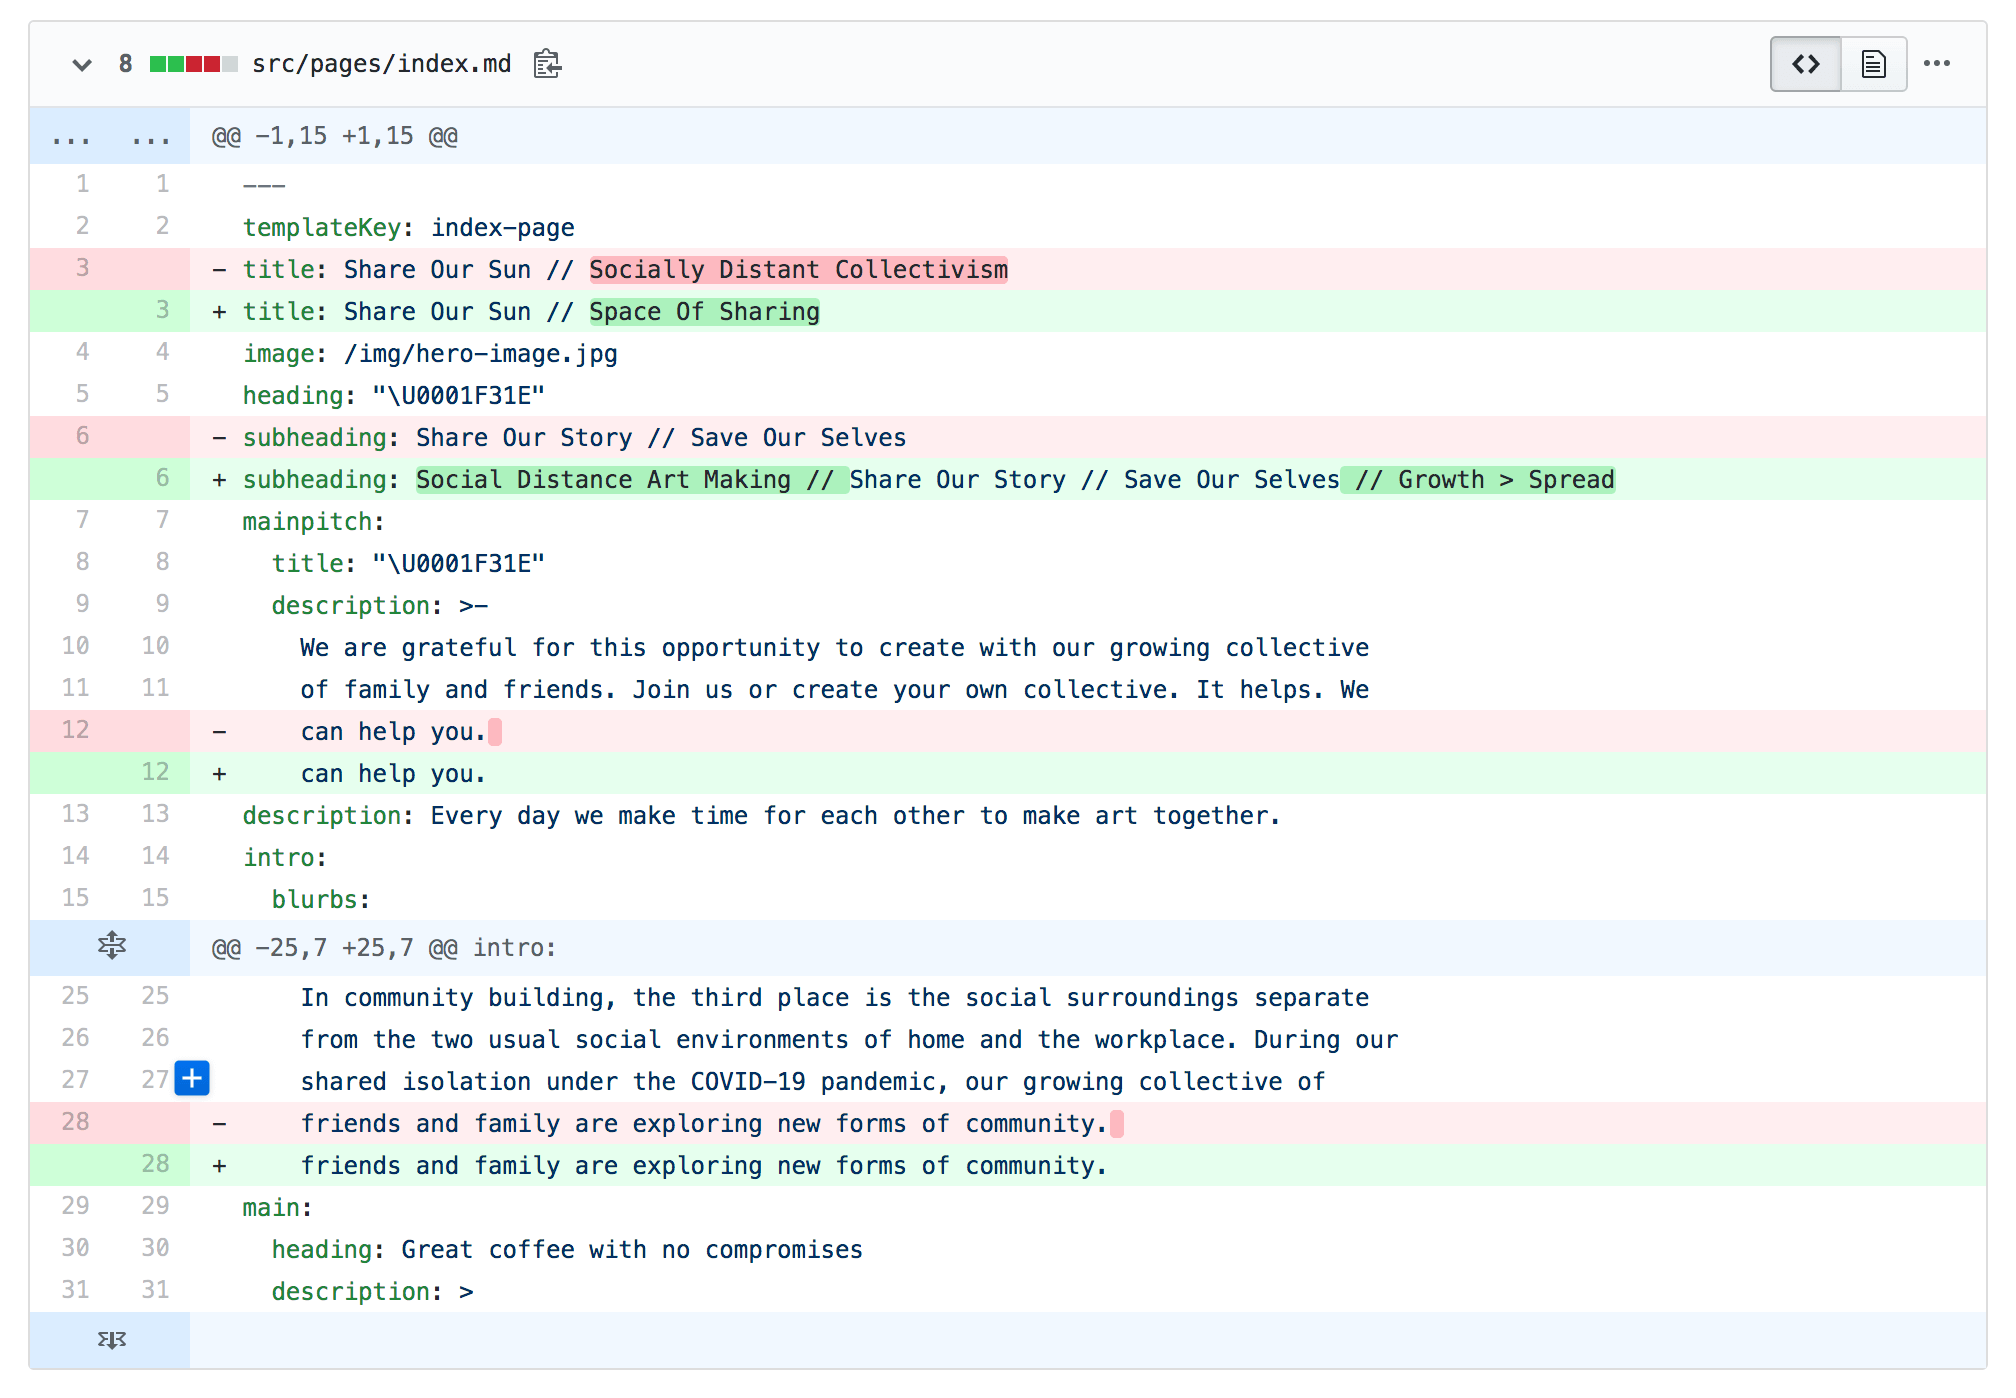 8 src/pages/index.md
... ... @@ -1,15 +1,15 @@
1 1 ---
2 2 templateKey: index-page
3 - title: Share Our Sun // Socially Distant Collectivism
3 + title: Share Our Sun // Space Of Sharing
4 4 image: /img/hero-image.jpg
5 5 heading: "\U0001F31E"
6 - subheading: Share Our Story // Save Our Selves
6 + subheading: Social Distance Art Making // Share Our Story // Save Our Selves // Growth > Spread
7 7 mainpitch:
8 8 title: "\U0001F31E"
9 9 description: >-
10 10 We are grateful for this opportunity to create with our growing collective
11 11 of family and friends. Join us or create your own collective. It helps. We
12 - can help you.
12 + can help you.
13 13 description: Every day we make time for each other to make art together.
14 14 intro:
15 15 blurbs:
@@ -25,7 +25,7 @@ intro:
25 25 In community building, the third place is the social surroundings separate
26 26 from the two usual social environments of home and the workplace. During our
27 27 shared isolation under the COVID-19 pandemic, our growing collective of
28 - friends and family are exploring new forms of community.
28 + friends and family are exploring new forms of community.
29 29 main:
30 30 heading: Great coffee with no compromises
31 31 description: >